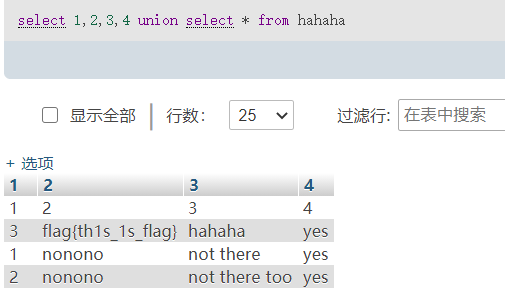 select 1,2,3,4 union select * from hahaha
显示全部 行数： 25 过滤行: 在表中搜索
+ 选项
1 2 3 4
1 2 3 4
3 flag{th1s_1s_flag} hahaha yes
1 nonono not there yes
2 nonono not there too yes